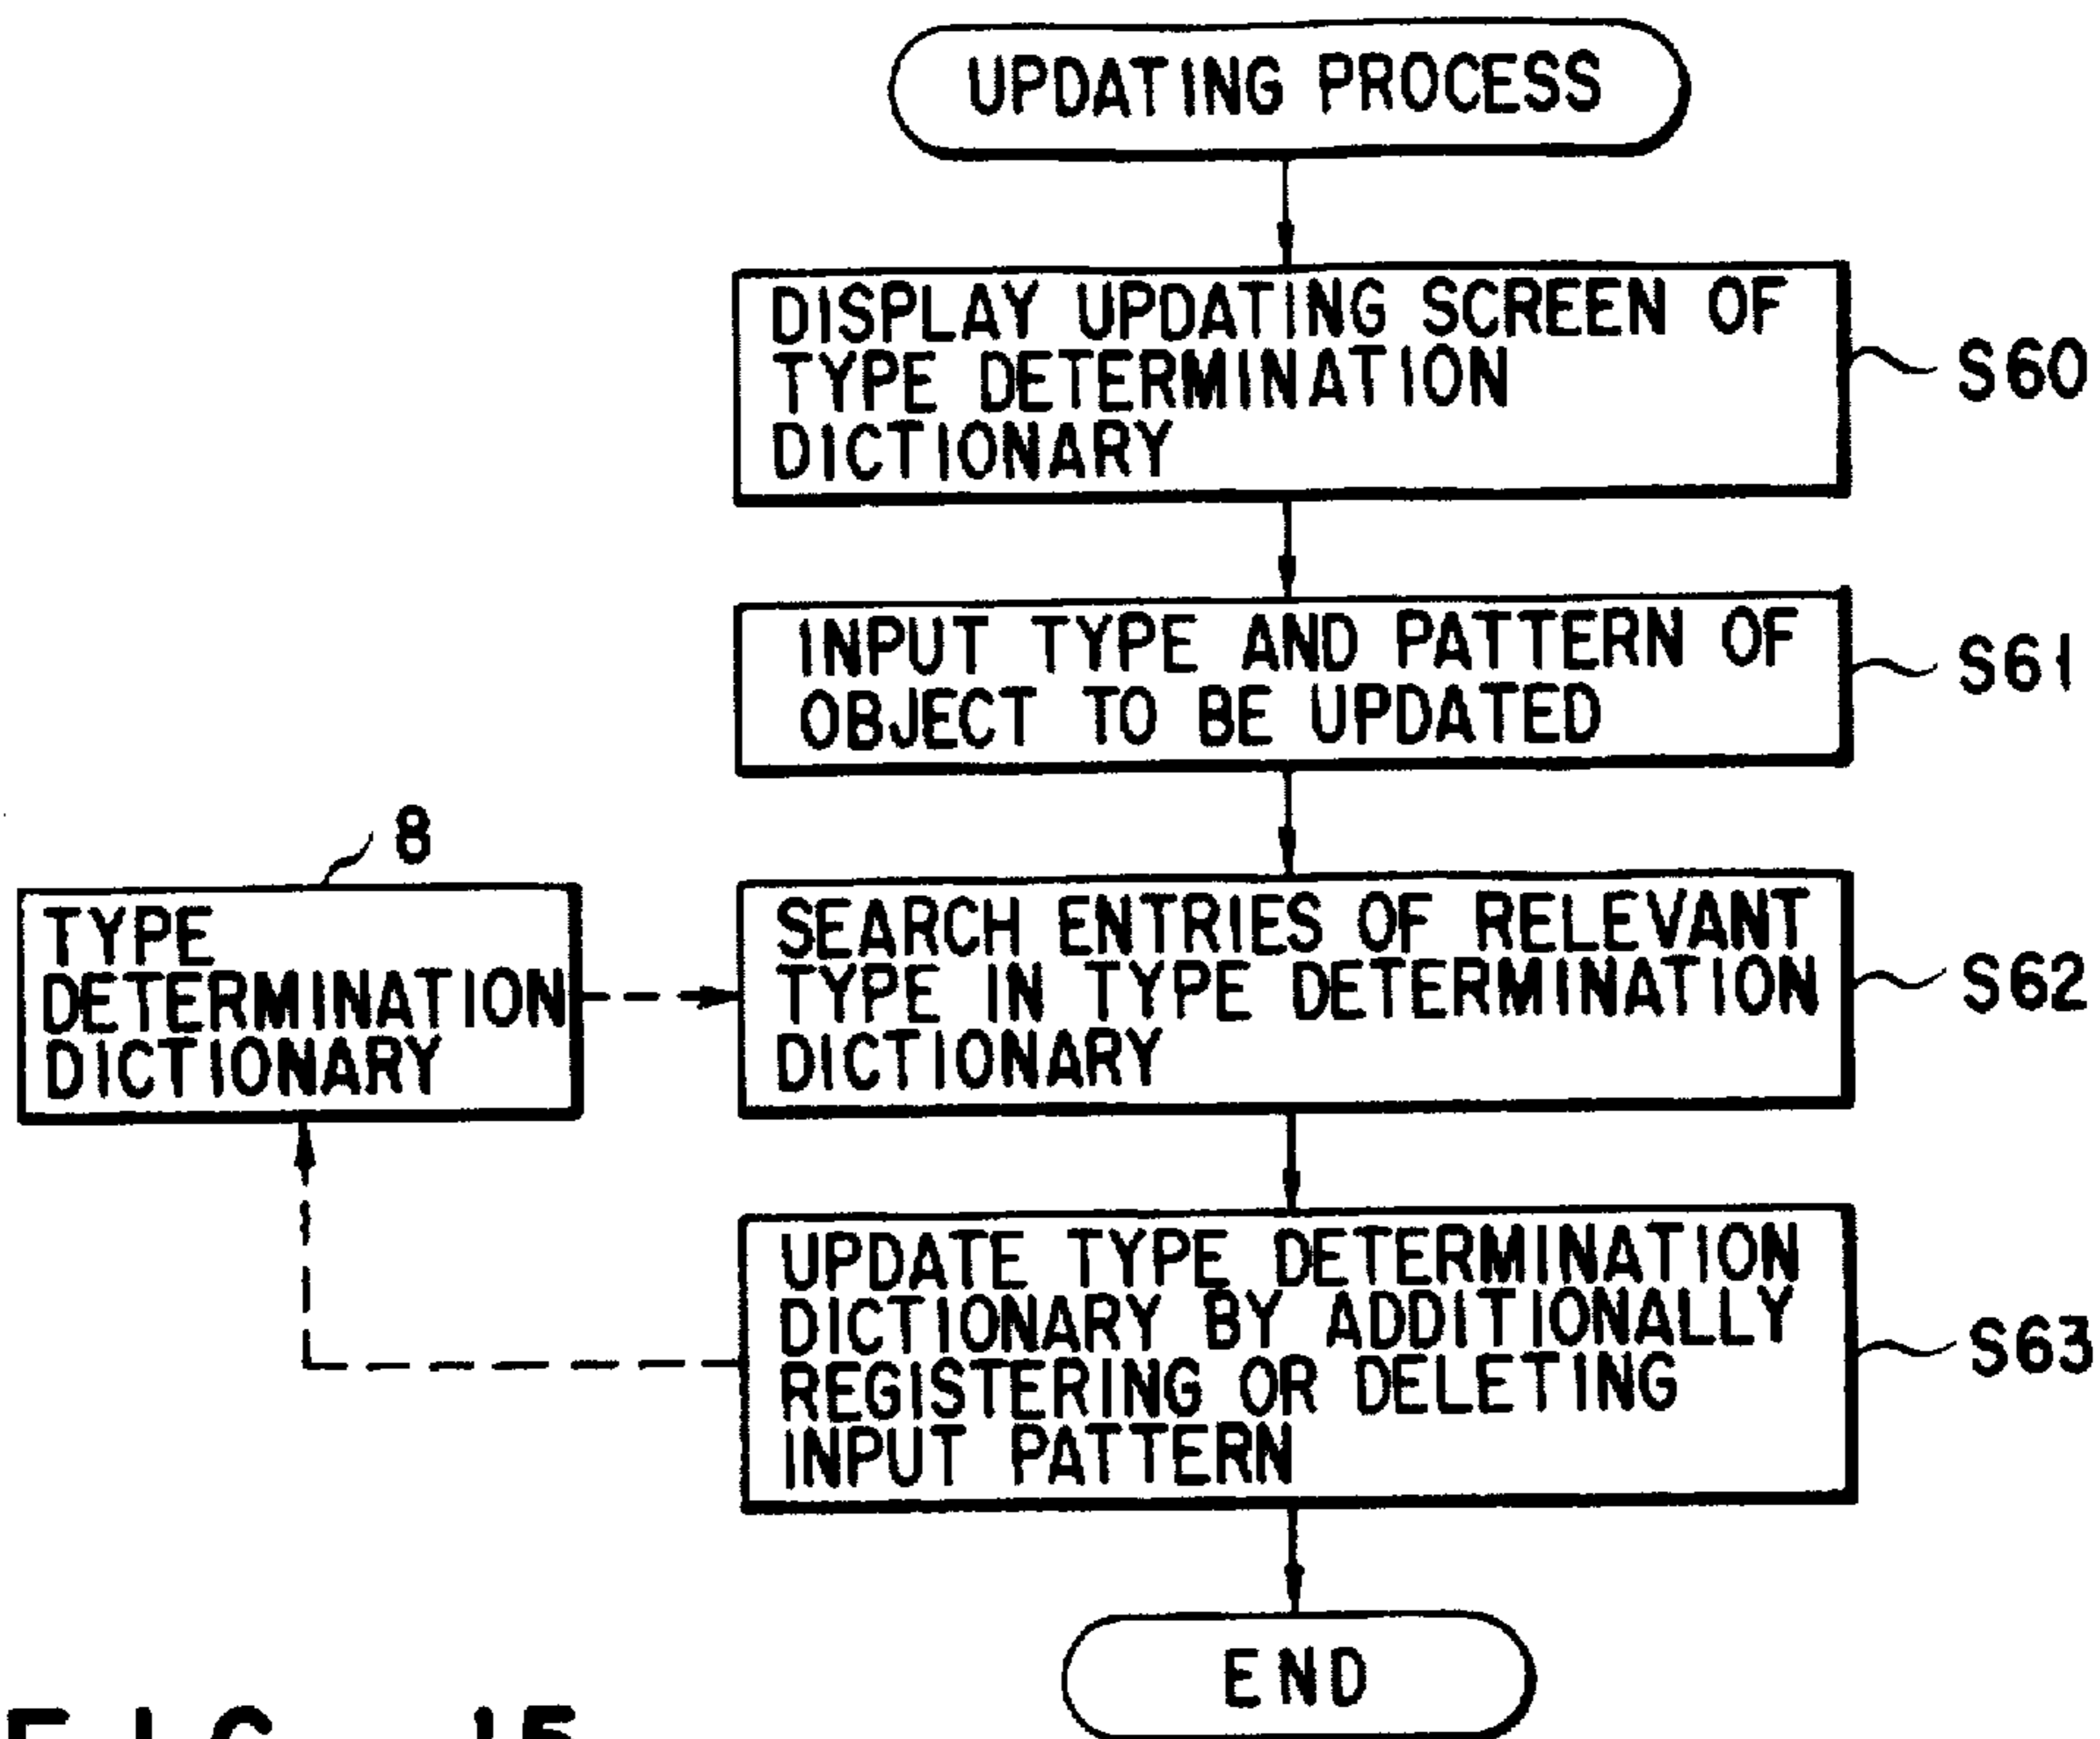 UPDATING PROCESS
DISPLAY UPDATING SCREEN OF
TYPE DETERMINATION
DICTIONARY
S60
INPUT TYPE AND PATTERN OF
OBJECT TO BE UPDATED
S61
8
TYPE
DETERMINATION
DICTIONARY
SEARCH ENTRIES OF RELEVANT
TYPE IN TYPE DETERMINATION
DICTIONARY
S62
UPDATE TYPE DETERMINATION
DICTIONARY BY ADDITIONALLY
REGISTERING OR DELETING
INPUT PATTERN
S63
END
FIG. 15